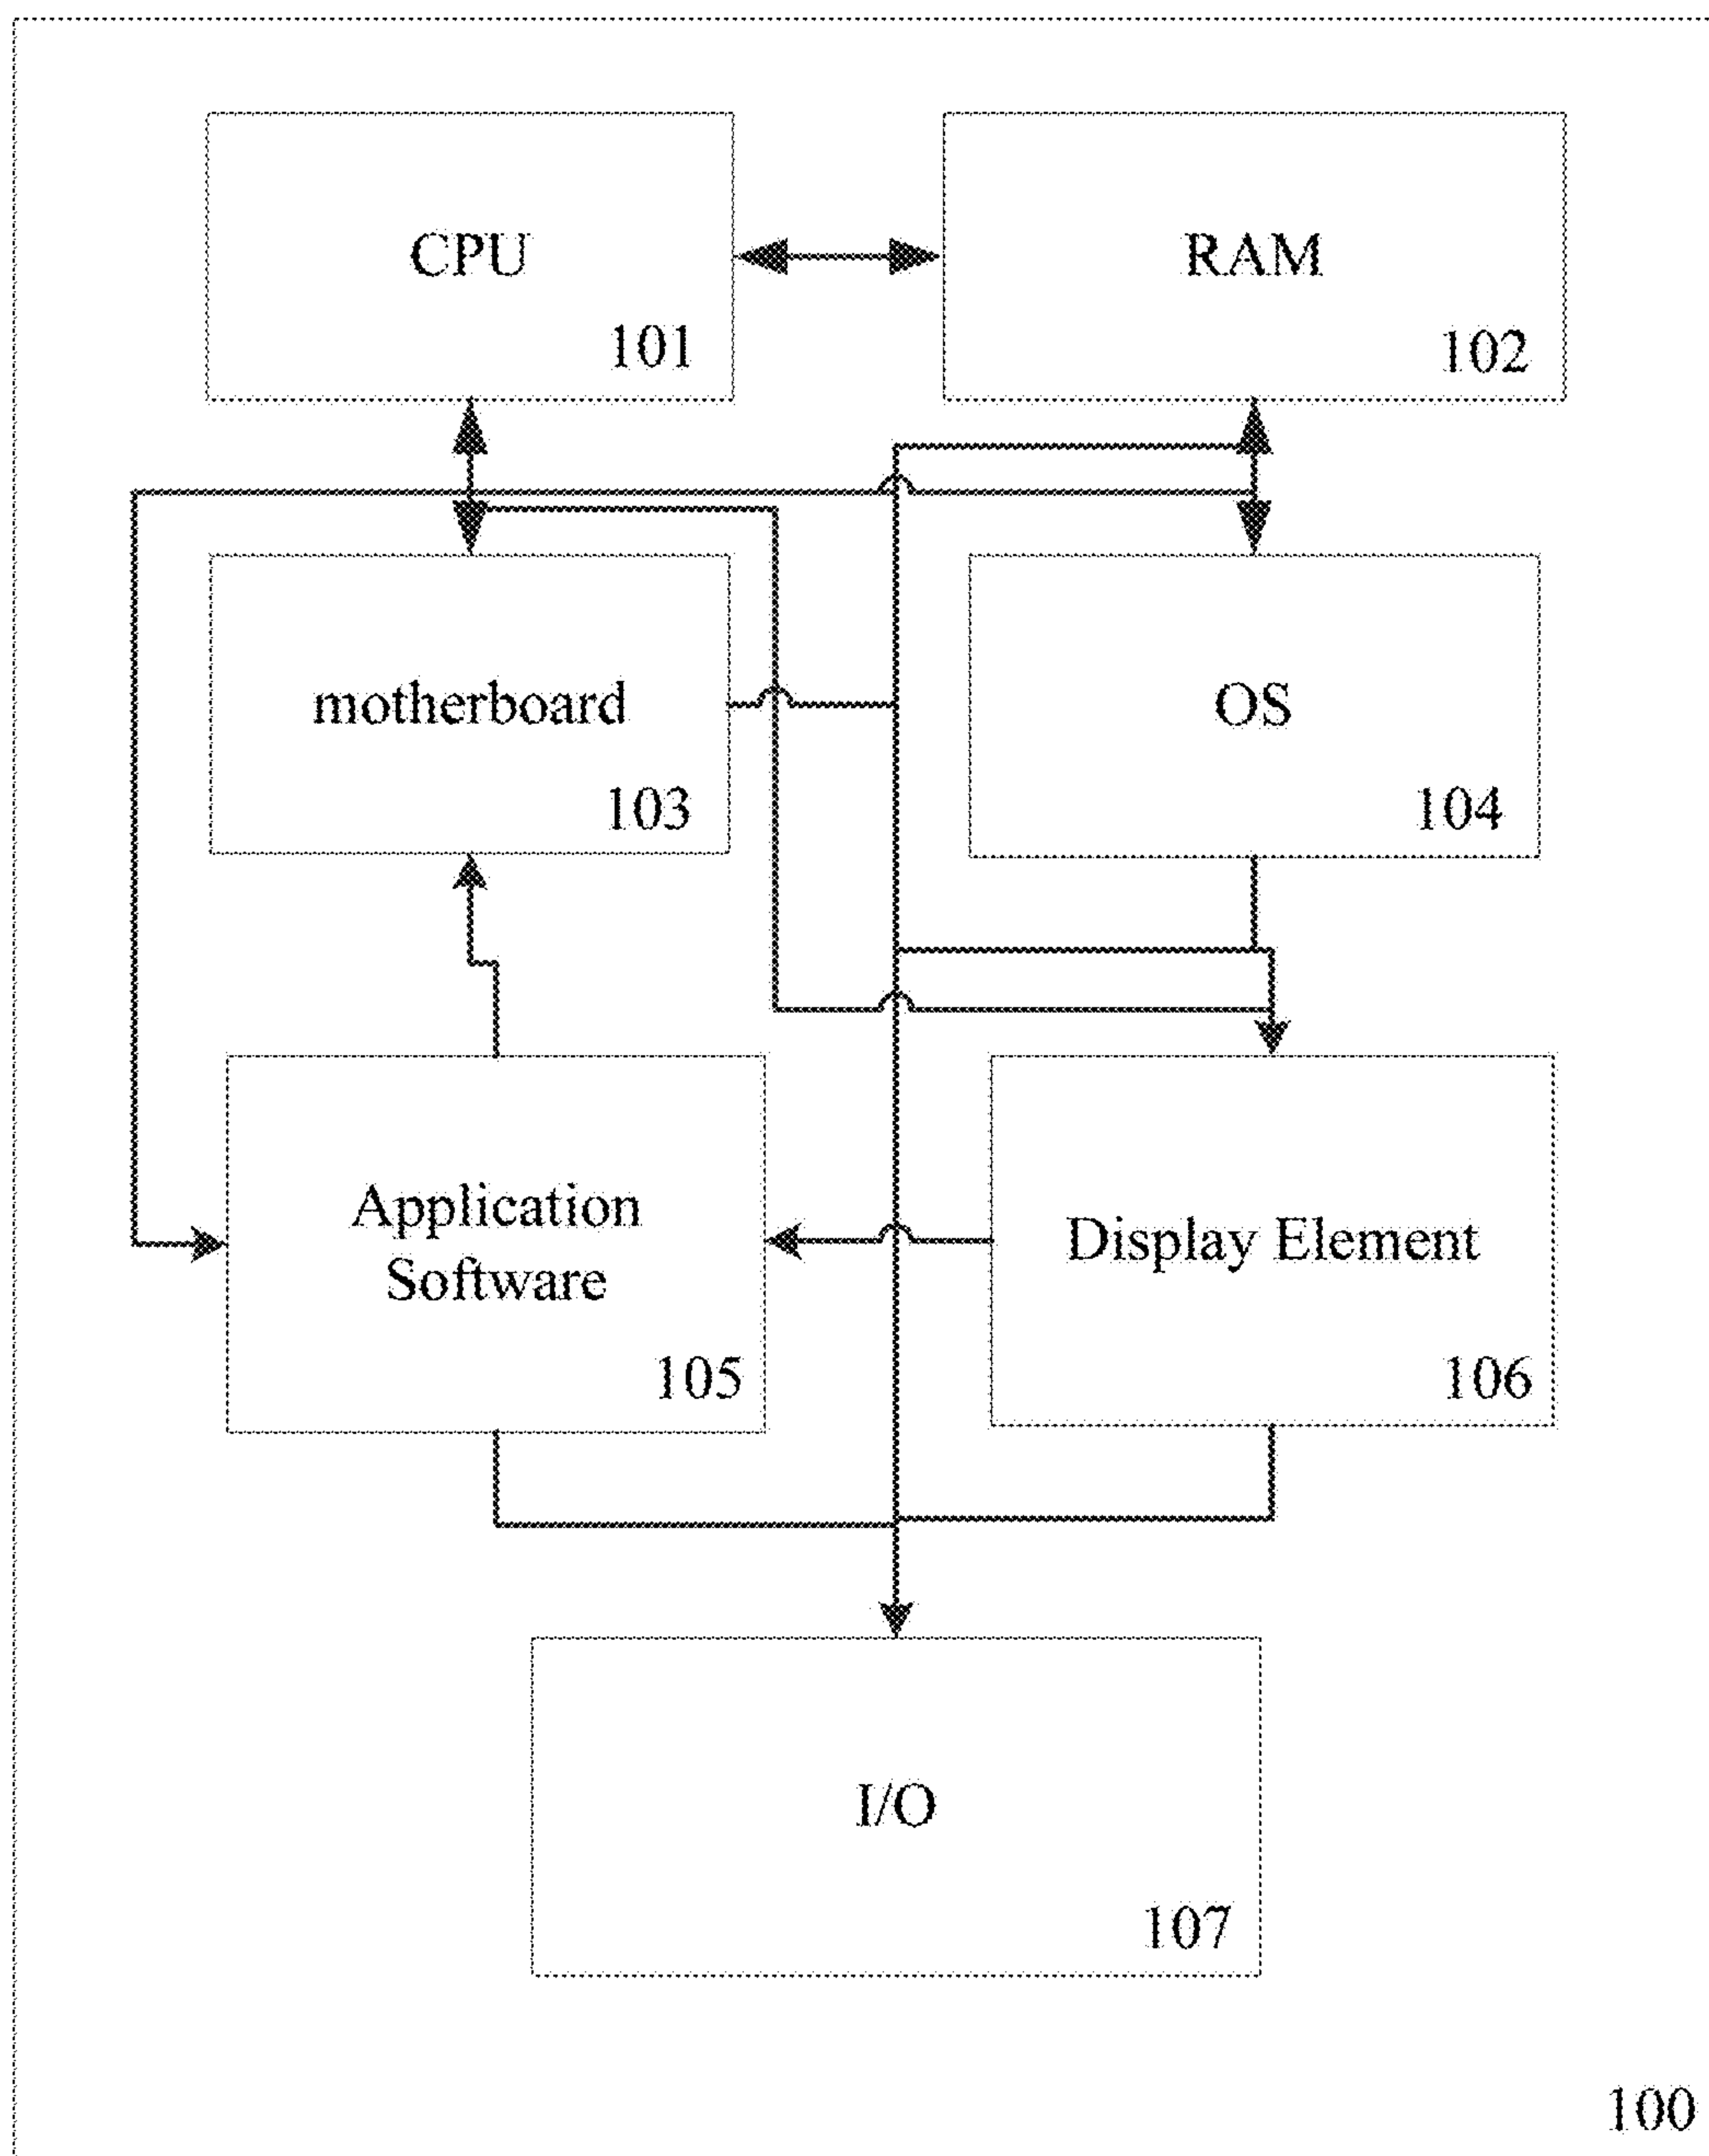 CPU
101
RAM
102
motherboard
103
OS
104
Application
Software
105
Display Element
106
I/O
107
100